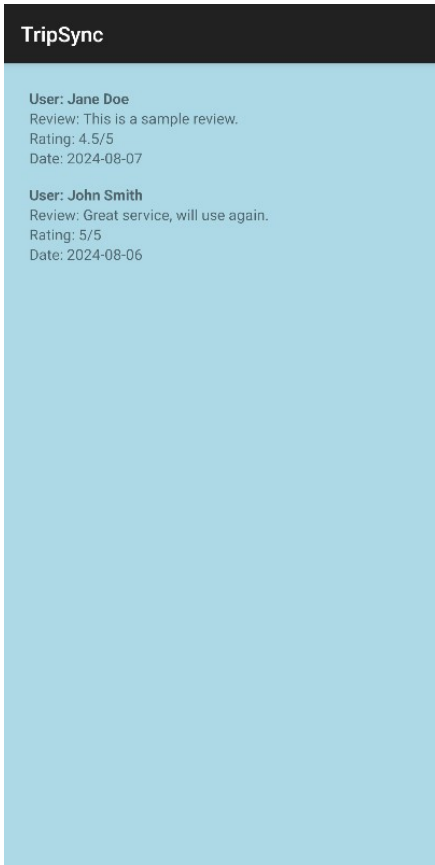 TripSync
User: Jane Doe
Review: This is a sample review.
Rating: 4.5/5
Date: 2024-08-07
User: John Smith
Review: Great service, will use again.
Rating: 5/5
Date: 2024-08-06